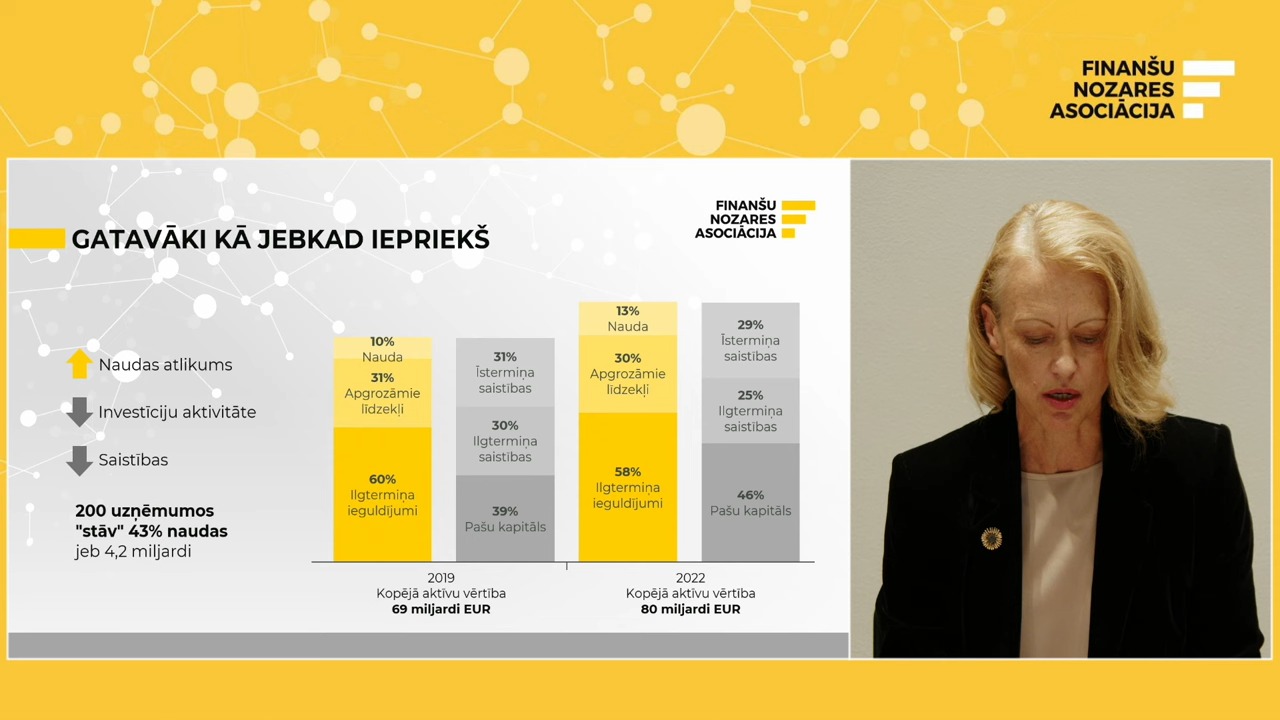 FINANŠU
NOZARES
ASOCIĀCIJA
FINANŠU
NOZARES
ASOCIĀCIJA
GATAVĀKI KĀ JEBKAD IEPRIEKŠ
Naudas atlikums
Investīciju aktivitāte
Saistības
200 uzņēmumos
"stāv" 43% naudas
jeb 4,2 miljardi
10%
Nauda
31%
Apgrozāmie
līdzekļi
60%
Ilgtermiņa
ieguldījumi
31%
Īstermiņa
saistības
30%
Ilgtermiņa
saistības
39%
Pašu kapitāls
13%
Nauda
30%
Apgrozāmie
līdzekļi
58%
Ilgtermiņa
ieguldījumi
29%
Īstermiņa
saistības
25%
Ilgtermiņa
saistības
46%
Pašu kapitāls
2019
Kopējā aktīvu vērtība
69 miljardi EUR
2022
Kopējā aktīvu vērtība
80 miljardi EUR